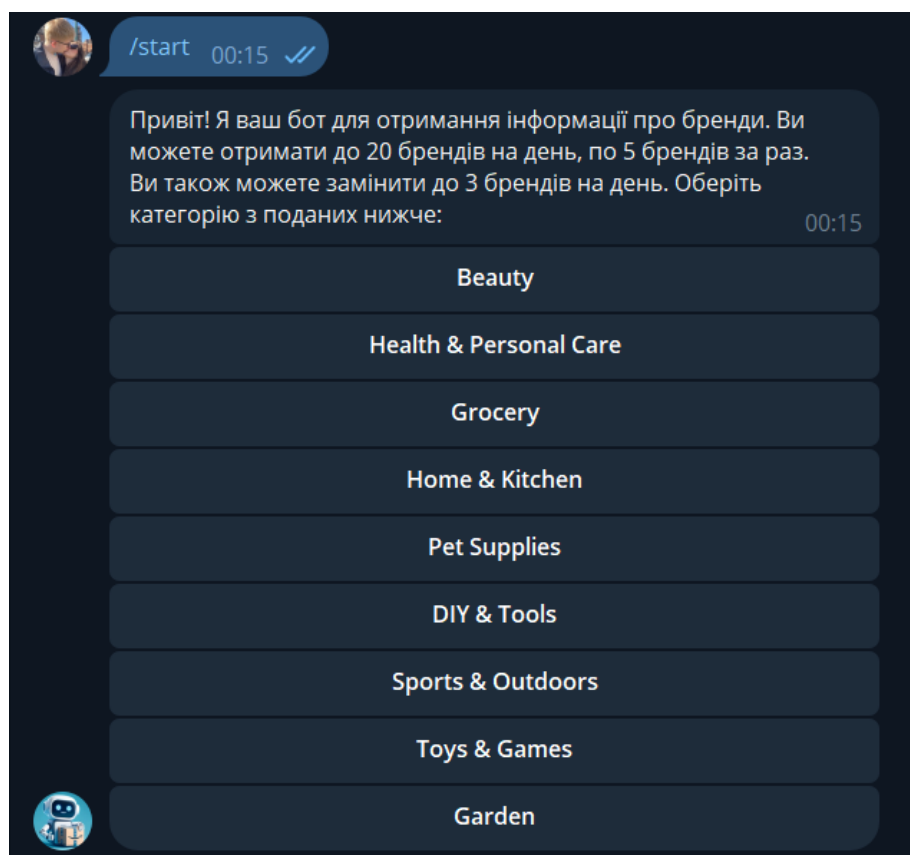 /start 00:15
Привіт! Я ваш бот для отримання інформації про бренди. Ви
можете отримати до 20 брендів на день, по 5 брендів за раз.
Ви також можете замінити до 3 брендів на день. Оберіть
категорію з поданих нижче: 00:15
Beauty
Health & Personal Care
Grocery
Home & Kitchen
Pet Supplies
DIY & Tools
Sports & Outdoors
Toys & Games
Garden